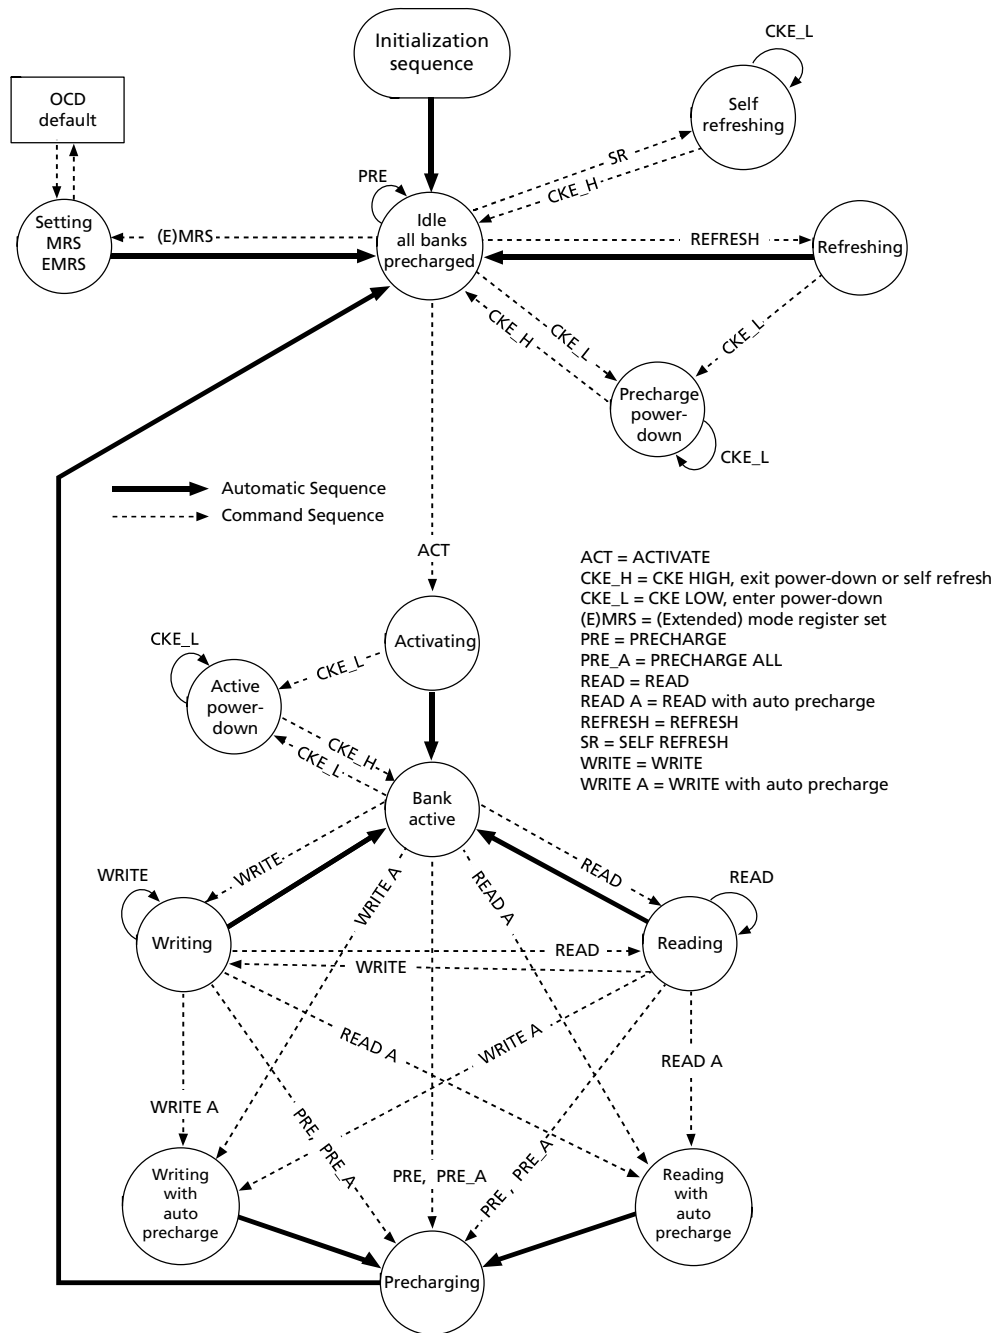 Initialization
sequence
CKE_L
Self
refreshing
OCD
default
SR
CKE_H
PRE
Setting
MRS
EMRS
(E)MRS
Idle
all banks
precharged
REFRESH
Refreshing
CKE_L
CKE_H
CKE_L
Precharge
power-
down
CKE_L
Automatic Sequence
Command Sequence
ACT
ACT = ACTIVATE
CKE_H = CKE HIGH, exit power-down or self refresh
CKE_L = CKE LOW, enter power-down
(E)MRS = (Extended) mode register set
PRE = PRECHARGE
PRE_A = PRECHARGE ALL
READ = READ
READ A = READ with auto precharge
REFRESH = REFRESH
SR = SELF REFRESH
WRITE = WRITE
WRITE A = WRITE with auto precharge
Activating
CKE_L
CKE_L
Active
power-
down
CKE_H
CKE_L
Bank
active
WRITE
READ
WRITE
READ
WRITE A
READ A
Writing
READ
WRITE
Reading
READ A
WRITE A
READ A
WRITE A
PRE, PRE_A
PRE, PRE_A
PRE, PRE_A
Writing
with
auto
precharge
Reading
with
auto
precharge
Precharging